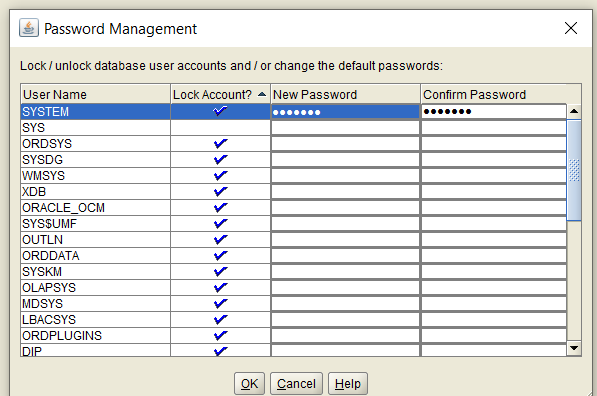 Password Management
Lock / unlock database user accounts and / or change the default passwords:
User Name Lock Account? New Password Confirm Password
SYSTEM ••••••• •••••••
SYS
ORDSYS
SYSDG
WMSYS
XDB
ORACLE_OCM
SYS$UMF
OUTLN
ORDDATA
SYSKM
OLAPSYS
MDSYS
LBACSYS
ORDPLUGINS
DIP
OK Cancel Help